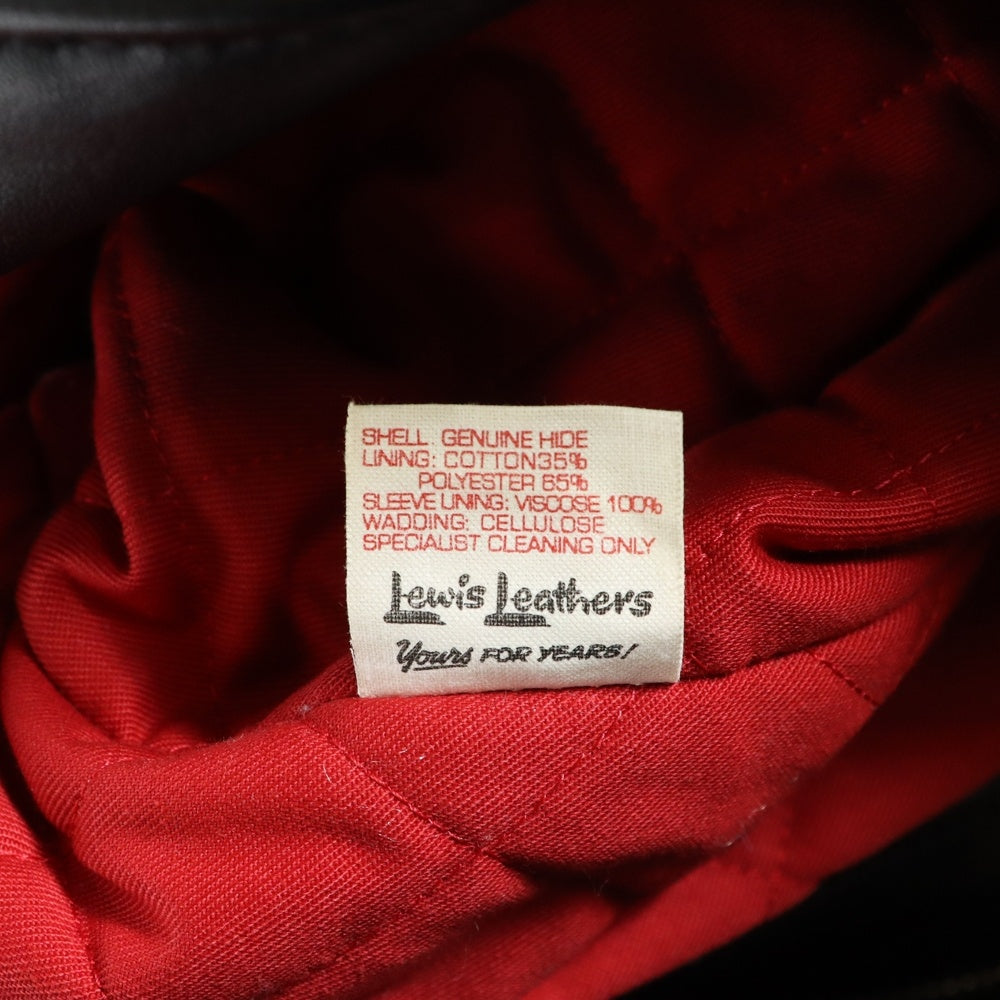 SHELL. GENUINE HIDE
LINING: COTTON35%
POLYESTER 65%
SLEEVE LINING: VISCOSE 100%
WADDING: CELLULOSE
SPECIALIST CLEANING ONLY
Lewis Leathers
Yours FOR YEARS!